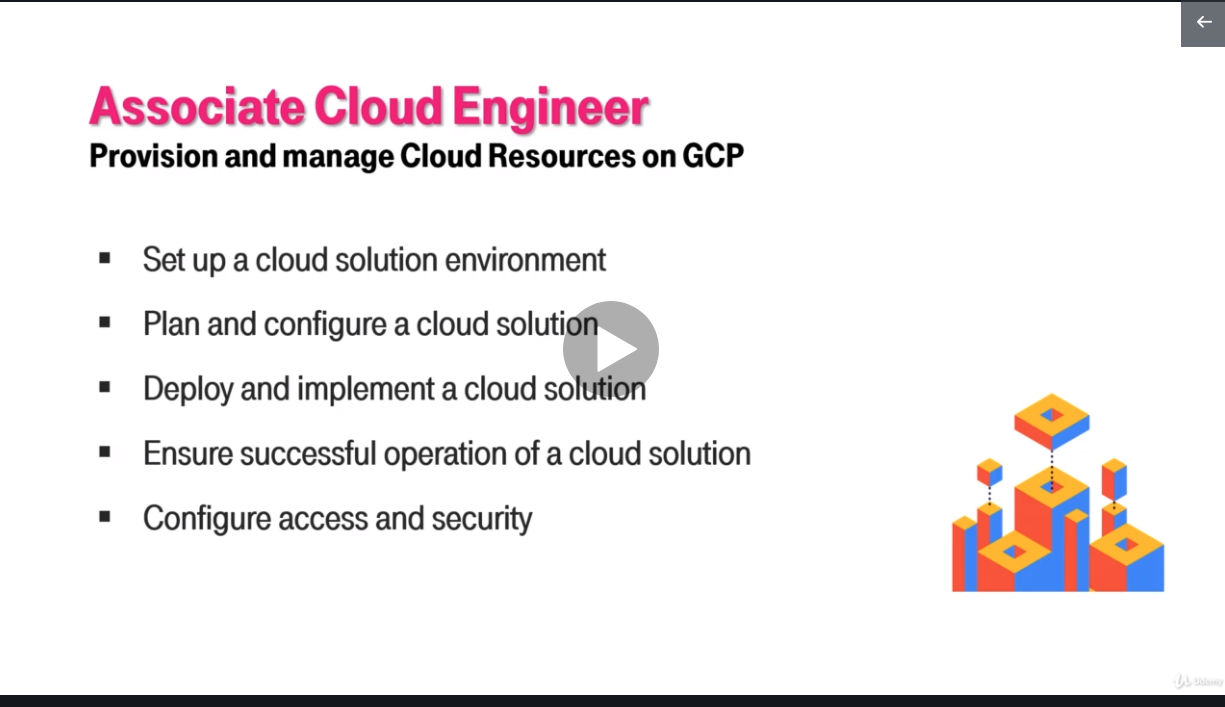 Associate Cloud Engineer
Provision and manage Cloud Resources on GCP
Set up a cloud solution environment
Plan and configure a cloud solution
Deploy and implement a cloud solution
Ensure successful operation of a cloud solution
Configure access and security
Udemy